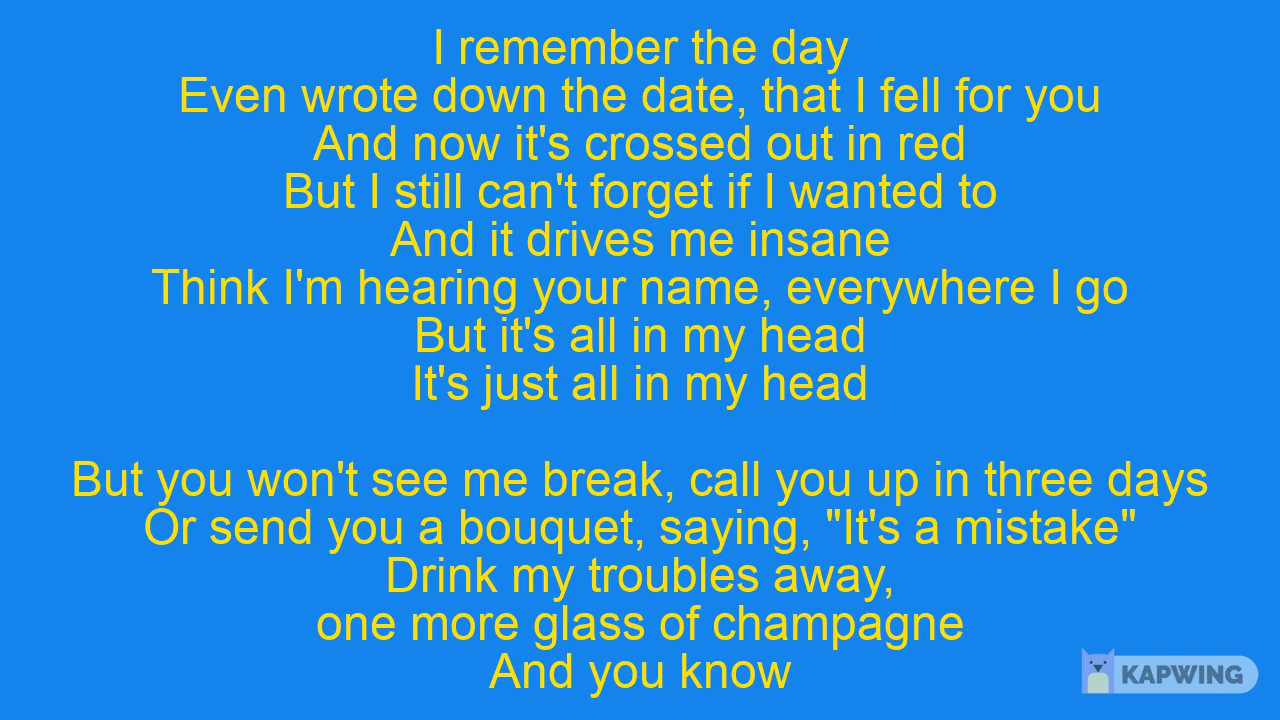 I remember the day
Even wrote down the date, that I fell for you
And now it's crossed out in red
But I still can't forget if I wanted to
And it drives me insane
Think I'm hearing your name, everywhere I go
But it's all in my head
It's just all in my head
But you won't see me break, call you up in three days
Or send you a bouquet, saying, "It's a mistake"
Drink my troubles away,
one more glass of champagne
And you know
KAPWING